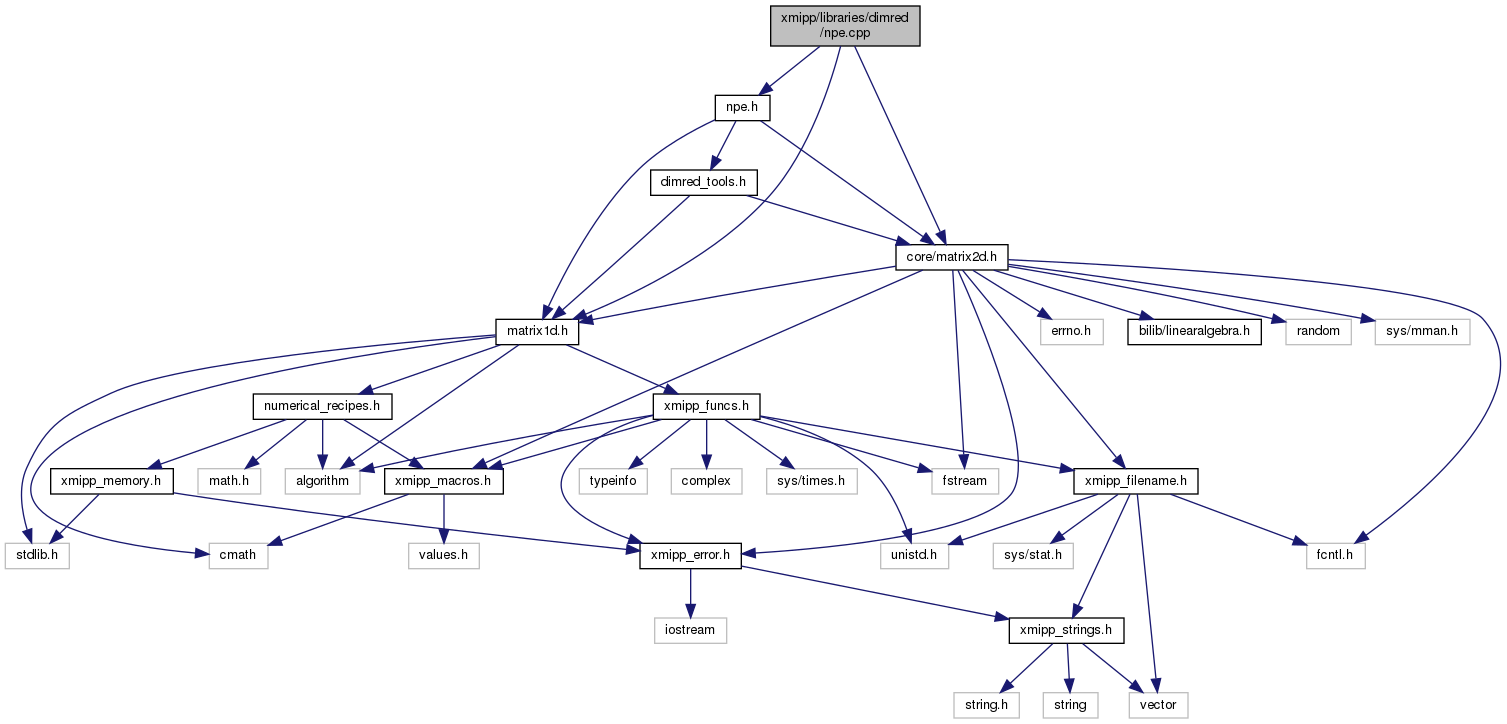 xmipp/libraries/dimred
/npe.cpp
npe.h
dimred_tools.h
core/matrix2d.h
matrix1d.h
errno.h
bilib/linearalgebra.h
random
sys/mman.h
numerical_recipes.h
xmipp_funcs.h
xmipp_memory.h
math.h
algorithm
xmipp_macros.h
typeinfo
complex
sys/times.h
fstream
xmipp_filename.h
stdlib.h
cmath
values.h
xmipp_error.h
unistd.h
sys/stat.h
fcntl.h
iostream
xmipp_strings.h
string.h
string
vector